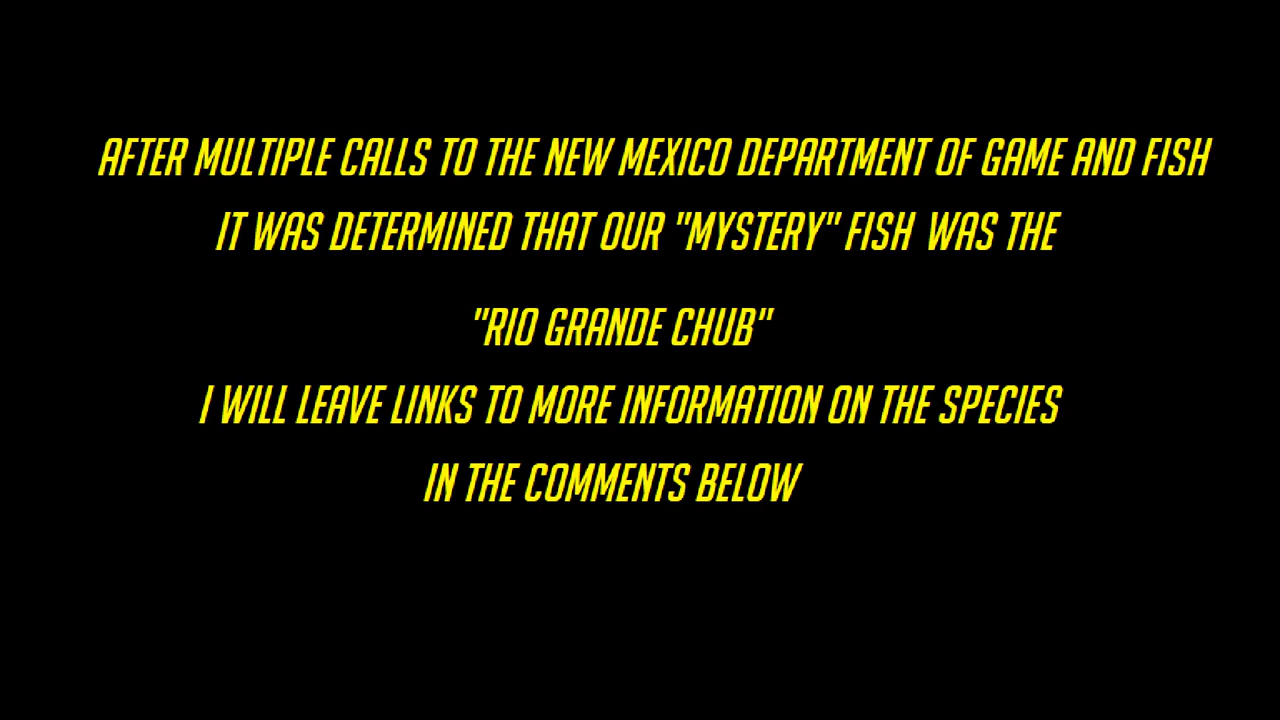 AFTER MULTIPLE CALLS TO THE NEW MEXICO DEPARTMENT OF GAME AND FISH
IT WAS DETERMINED THAT OUR "MYSTERY" FISH WAS THE
"RIO GRANDE CHUB"
I WILL LEAVE LINKS TO MORE INFORMATION ON THE SPECIES
IN THE COMMENTS BELOW